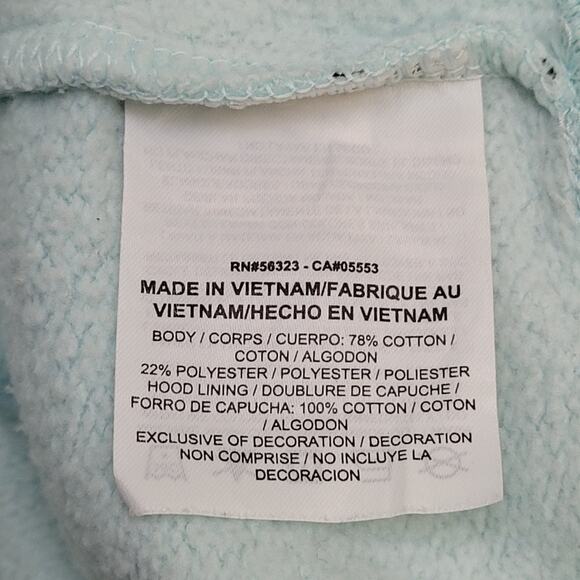 RN#56323 - CA#05553
MADE IN VIETNAM/FABRIQUE AU
VIETNAM/HECHO EN VIETNAM
BODY / CORPS / CUERPO: 78% COTTON /
COTON / ALGODON
22% POLYESTER / POLYESTER / POLIESTER
HOOD LINING / DOUBLURE DE CAPUCHE /
FORRO DE CAPUCHA: 100% COTTON / COTON
/ ALGODON
EXCLUSIVE OF DECORATION / DECORATION
NON COMPRISE / NO INCLUYE LA
DECORACION